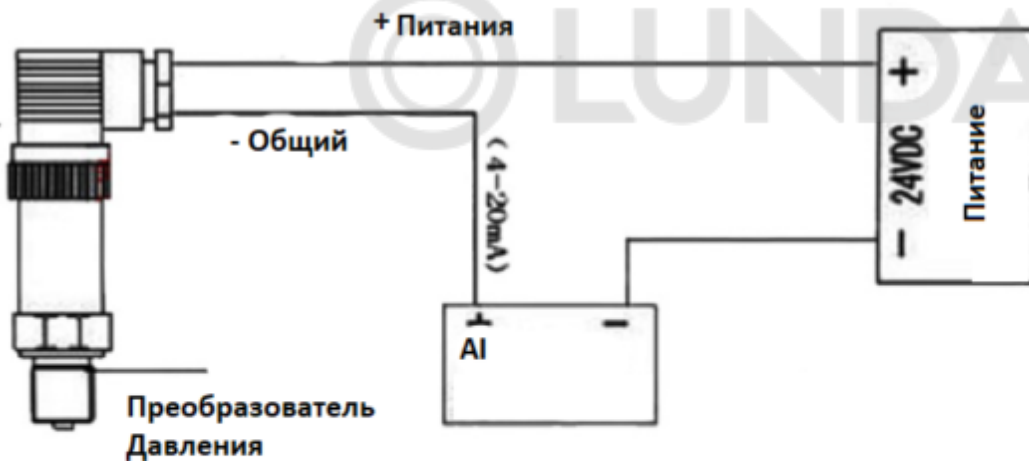 © LUNDA
+ Питания
- Общий
(4-20mA)
+
24VDC
-
Питание
+ -
AI
Преобразователь
Давления